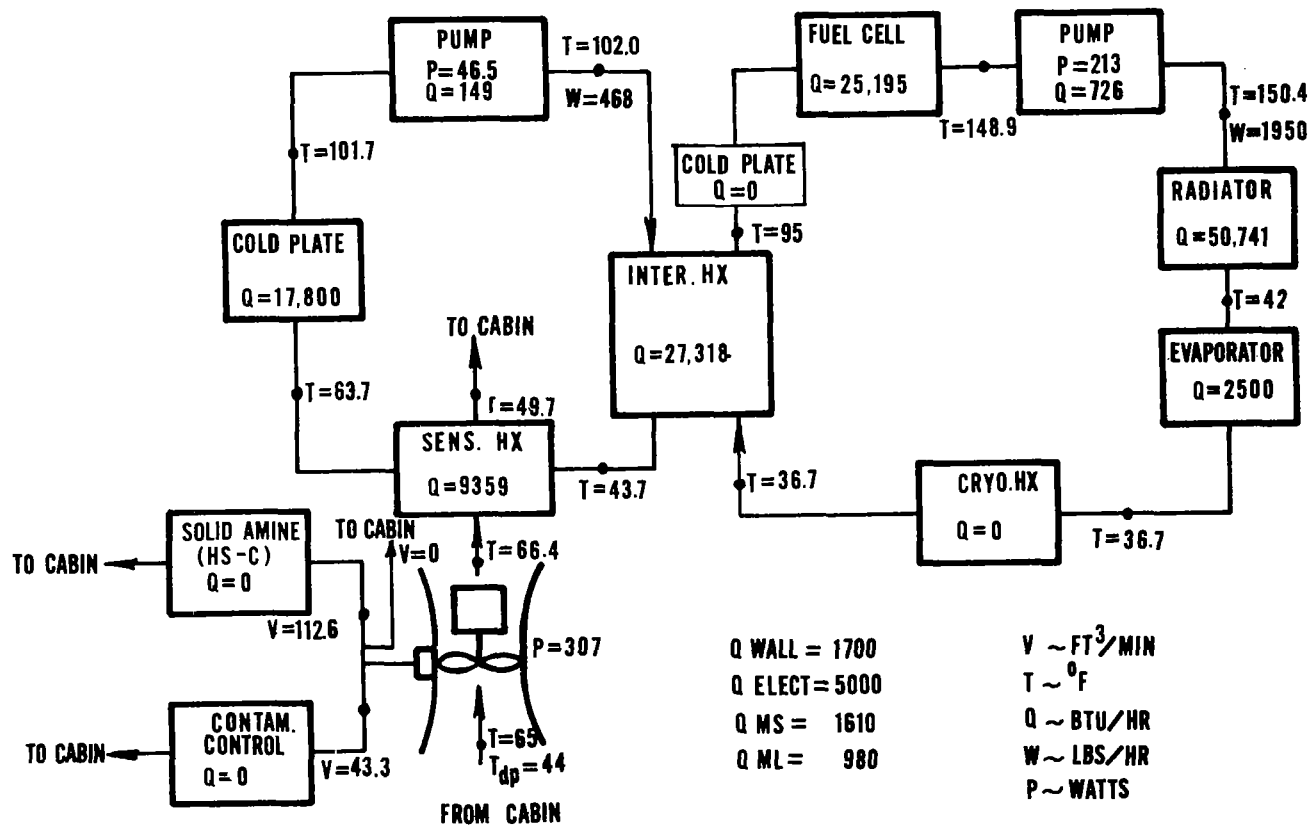 PUMP
P=46.5
Q=149
T=102.0
W=468
T=101.7
COLD PLATE
Q=17,800
T=63.7
TO CABIN
r=49.7
SENS. HX
Q=9359
T=43.7
INTER. HX
Q=27,318
T=95
COLD PLATE
Q=0
FUEL CELL
Q=25,195
T=148.9
PUMP
P=213
Q=726
T=150.4
W=1950
RADIATOR
Q=50,741
T=42
EVAPORATOR
Q=2500
T=36.7
CRYO.HX
Q=0
T=36.7
SOLID AMINE
(HS-C)
Q=0
TO CABIN
V=112.6
TO CABIN
V=0
T=66.4
P=307
CONTAM.
CONTROL
Q=0
TO CABIN
V=43.3
T=65
Tdp=44
FROM CABIN
Q WALL = 1700
Q ELECT=5000
Q MS = 1610
Q ML = 980
V ~ FT³/MIN
T ~ ⁰F
Q ~ BTU/HR
W ~ LBS/HR
P ~ WATTS